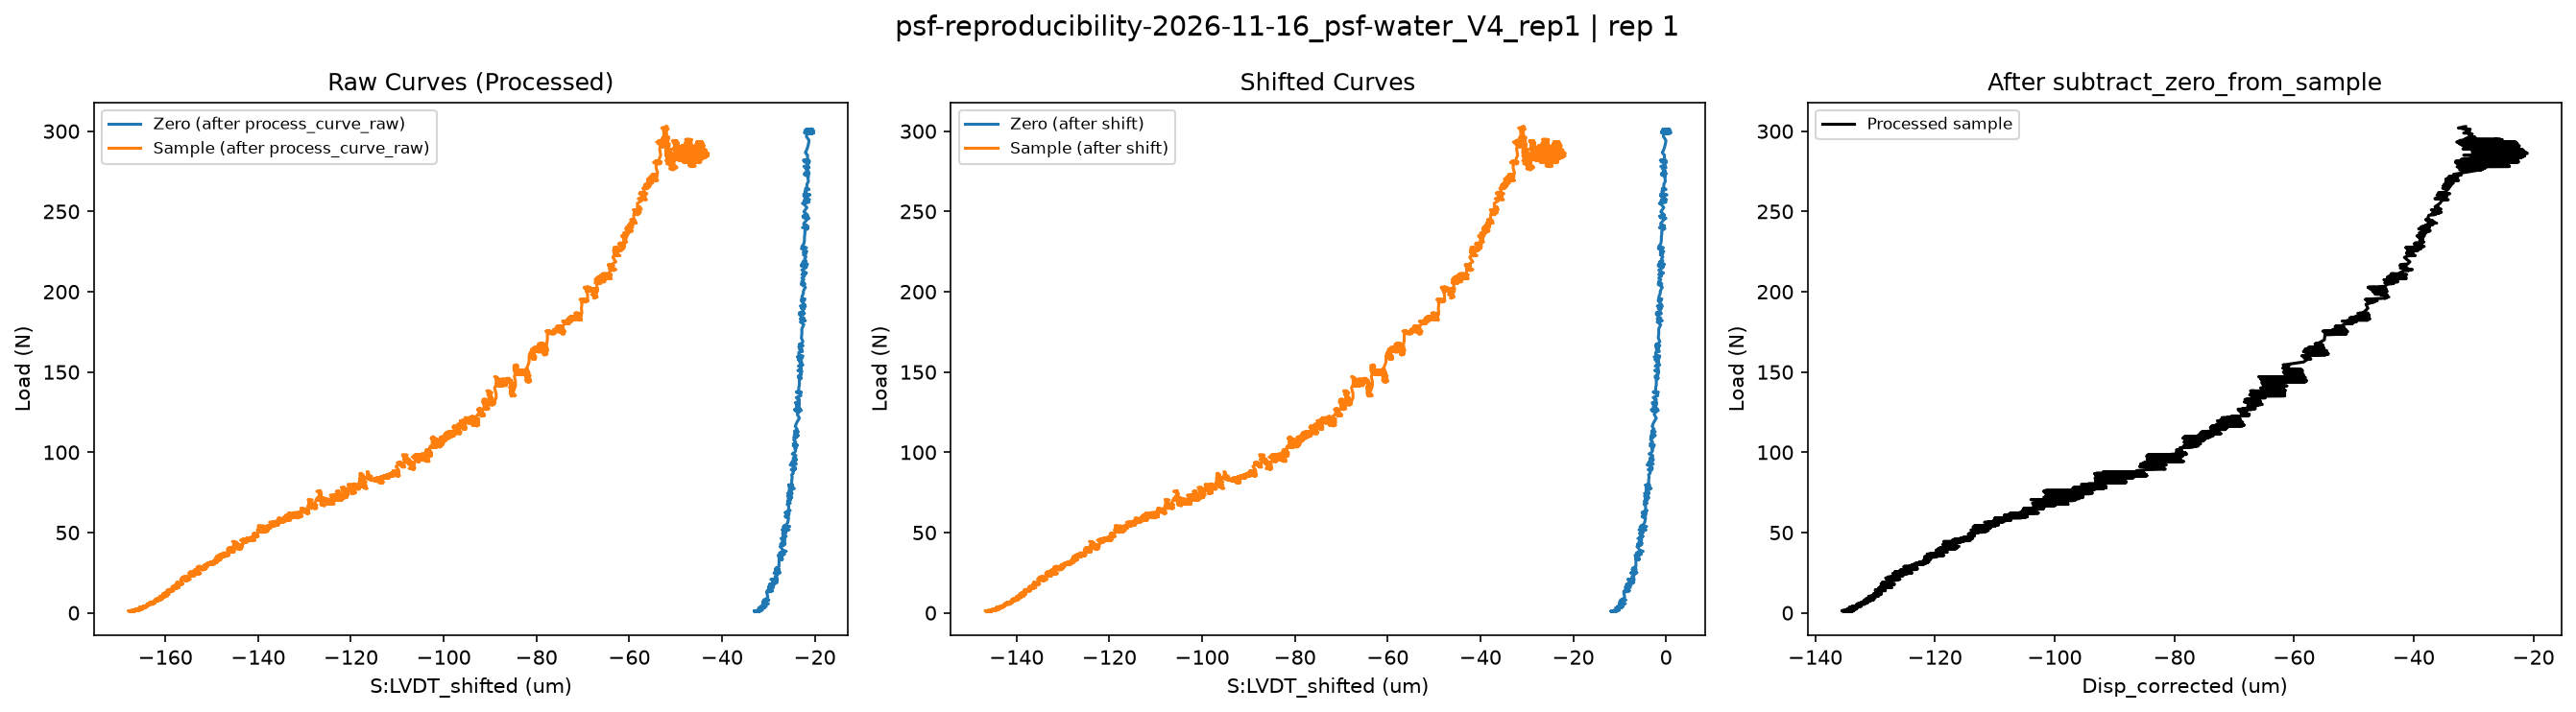 psf-reproducibility-2026-11-16_psf-water_V4_rep1 | rep 1
Raw Curves (Processed)
Zero (after process_curve_raw)
Sample (after process_curve_raw)
Load (N)
300
250
200
150
100
50
0
−160 −140 −120 −100 −80 −60 −40 −20
S:LVDT_shifted (um)
Shifted Curves
Zero (after shift)
Sample (after shift)
Load (N)
300
250
200
150
100
50
0
−140 −120 −100 −80 −60 −40 −20 0
S:LVDT_shifted (um)
After subtract_zero_from_sample
Processed sample
Load (N)
300
250
200
150
100
50
0
−140 −120 −100 −80 −60 −40 −20
Disp_corrected (um)